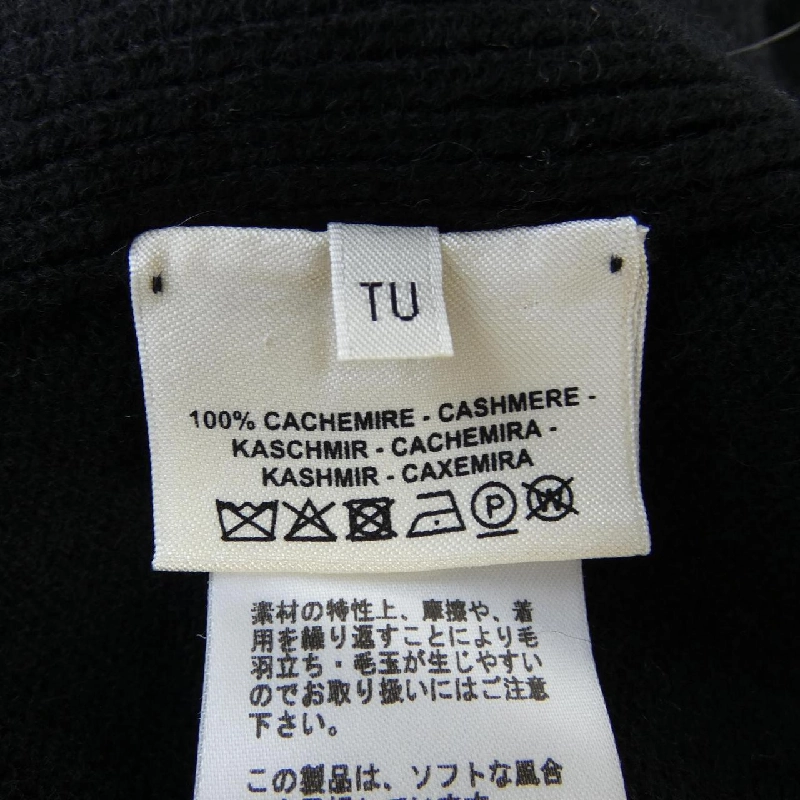 TU
100% CACHEMIRE - CASHMERE -
KASCHMIR - CACHEMIRA -
KASHMIR - CAXEMIRA
P
W
素材の特性上、摩擦や、着
用を繰り返すことにより毛
羽立ち・毛玉が生じやすい
のでお取り扱いにはご注意
下さい。
この製品は、ソフトな風合